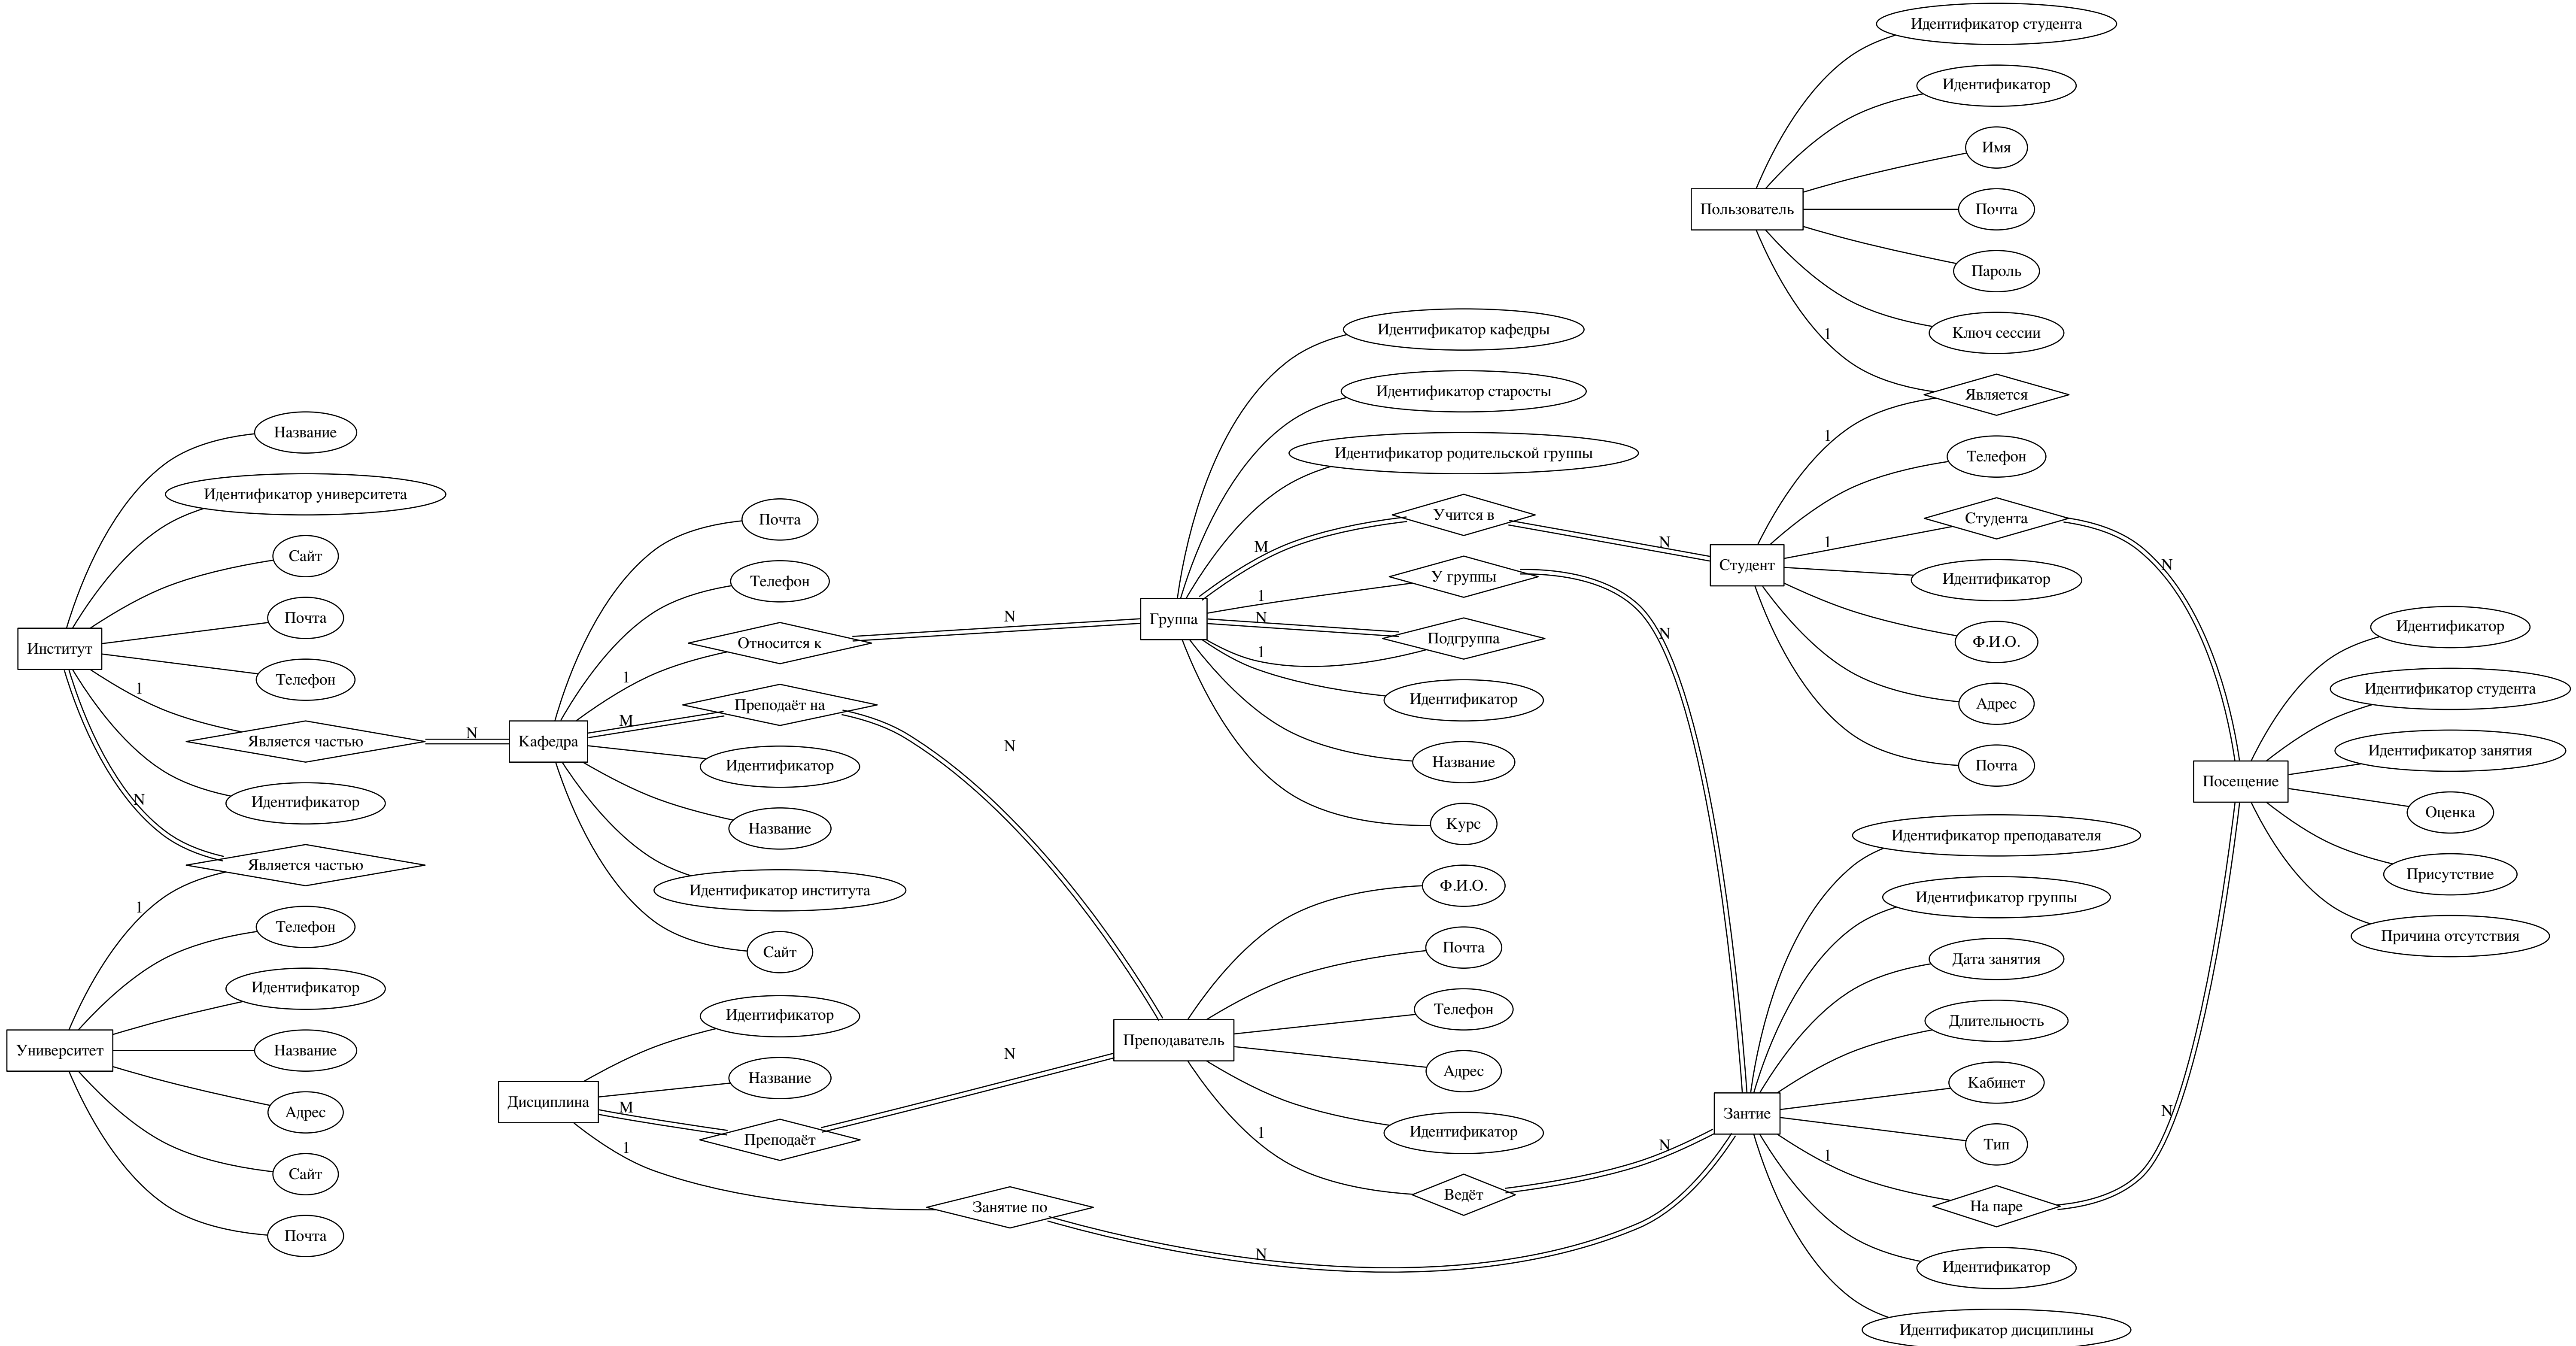 Идентификатор студента
Идентификатор
Имя
Пользователь
Почта
Пароль
Ключ сессии
1
Является
1
Телефон
Студента
1
N
Студент
Идентификатор
Ф.И.О.
Адрес
Почта
Идентификатор кафедры
Идентификатор старосты
Идентификатор родительской группы
Учится в
M
N
У группы
1
N
Группа
N
Подгруппа
1
Идентификатор
Название
Курс
Название
Идентификатор университета
Сайт
Почта
Институт
Телефон
1
Является частью
N
Идентификатор
N
Является частью
1
Телефон
Идентификатор
Университет
Название
Адрес
Сайт
Почта
Почта
Телефон
Относится к
N
1
Преподаёт на
M
N
Кафедра
Идентификатор
Название
Идентификатор института
Сайт
Идентификатор
Название
Дисциплина
M
Преподаёт
N
1
Занятие по
N
Ф.И.О.
Почта
Телефон
Преподаватель
Адрес
Идентификатор
1
Ведёт
N
Идентификатор преподавателя
Идентификатор группы
Дата занятия
Длительность
Кабинет
Зантие
Тип
1
На паре
N
Идентификатор
Идентификатор дисциплины
Идентификатор
Идентификатор студента
Идентификатор занятия
Посещение
Оценка
Присутствие
Причина отсутствия